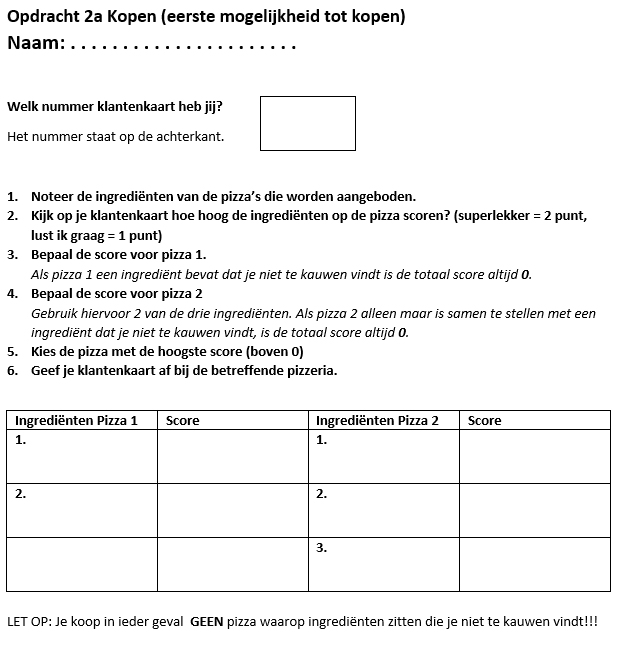 Opdracht 2a Kopen (eerste mogelijkheid tot kopen)
Naam: . . . . . . . . . . . . . . . . . . . . . .
Welk nummer klantenkaart heb jij?
Het nummer staat op de achterkant.
1. Noteer de ingrediënten van de pizza's die worden aangeboden.
2. Kijk op je klantenkaart hoe hoog de ingrediënten op de pizza scoren? (superlekker = 2 punt,
lust ik graag = 1 punt)
3. Bepaal de score voor pizza 1.
Als pizza 1 een ingrediënt bevat dat je niet te kauwen vindt is de totaal score altijd 0.
4. Bepaal de score voor pizza 2
Gebruik hiervoor 2 van de drie ingrediënten. Als pizza 2 alleen maar is samen te stellen met een
ingrediënt dat je niet te kauwen vindt, is de totaal score altijd 0.
5. Kies de pizza met de hoogste score (boven 0)
6. Geef je klantenkaart af bij de betreffende pizzeria.
Ingrediënten Pizza 1 Score Ingrediënten Pizza 2 Score
1. 1.
2. 2.
3.
LET OP: Je koop in ieder geval GEEN pizza waarop ingrediënten zitten die je niet te kauwen vindt!!!